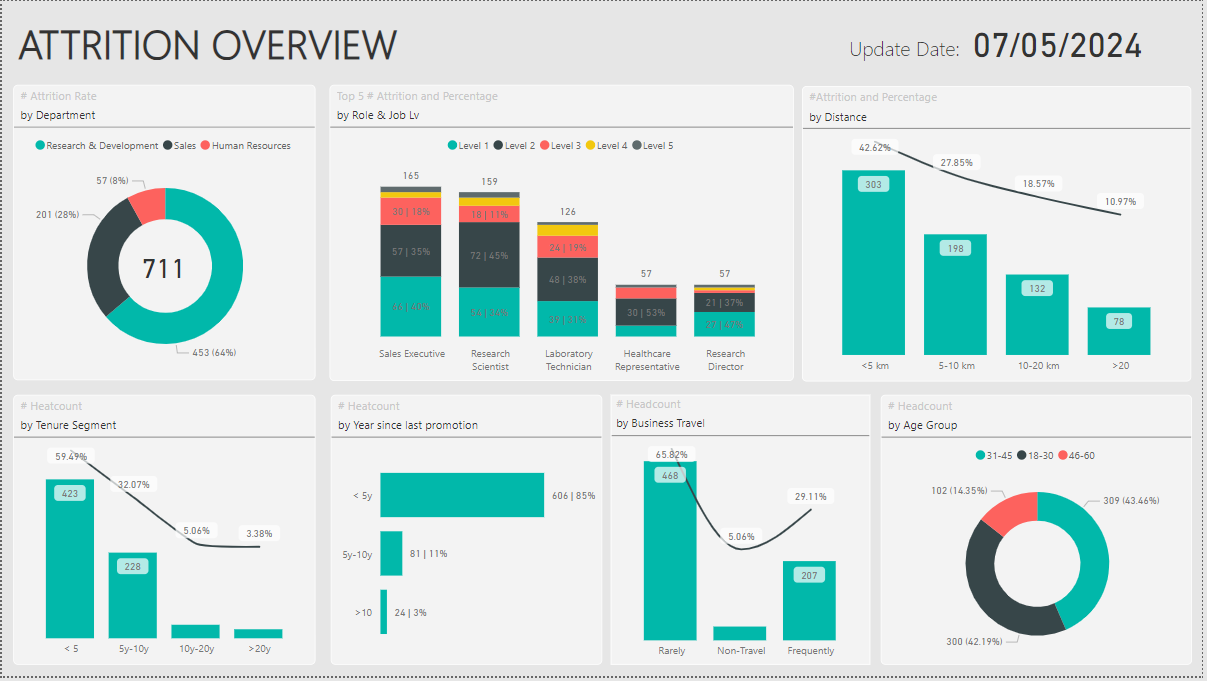 ATTRITION OVERVIEW
Update Date: 07/05/2024
# Attrition Rate
by Department
Research & Development Sales Human Resources
57 (8%)
201 (28%)
711
453 (64%)
Top 5 # Attrition and Percentage
by Role & Job Lv
Level 1 Level 2 Level 3 Level 4 Level 5
165
159
126
57
57
30 | 18%
18 | 11%
24 | 19%
57 | 35%
72 | 45%
48 | 38%
30 | 53%
21 | 37%
Sales Executive
Research
Scientist
Laboratory
Technician
Healthcare
Representative
Research
Director
#Attrition and Percentage
by Distance
42.62%
27.85%
18.57%
10.97%
303
198
132
78
<5 km
5-10 km
10-20 km
>20
# Heatcount
by Tenure Segment
59.49%
32.07%
5.06%
3.38%
423
228
< 5
5y-10y
10y-20y
>20y
# Heatcount
by Year since last promotion
< 5y
606 | 85%
5y-10y
81 | 11%
>10
24 | 3%
# Headcount
by Business Travel
65.82%
468
5.06%
29.11%
207
Rarely
Non-Travel
Frequently
# Headcount
by Age Group
31-45 18-30 46-60
102 (14.35%)
309 (43.46%)
300 (42.19%)